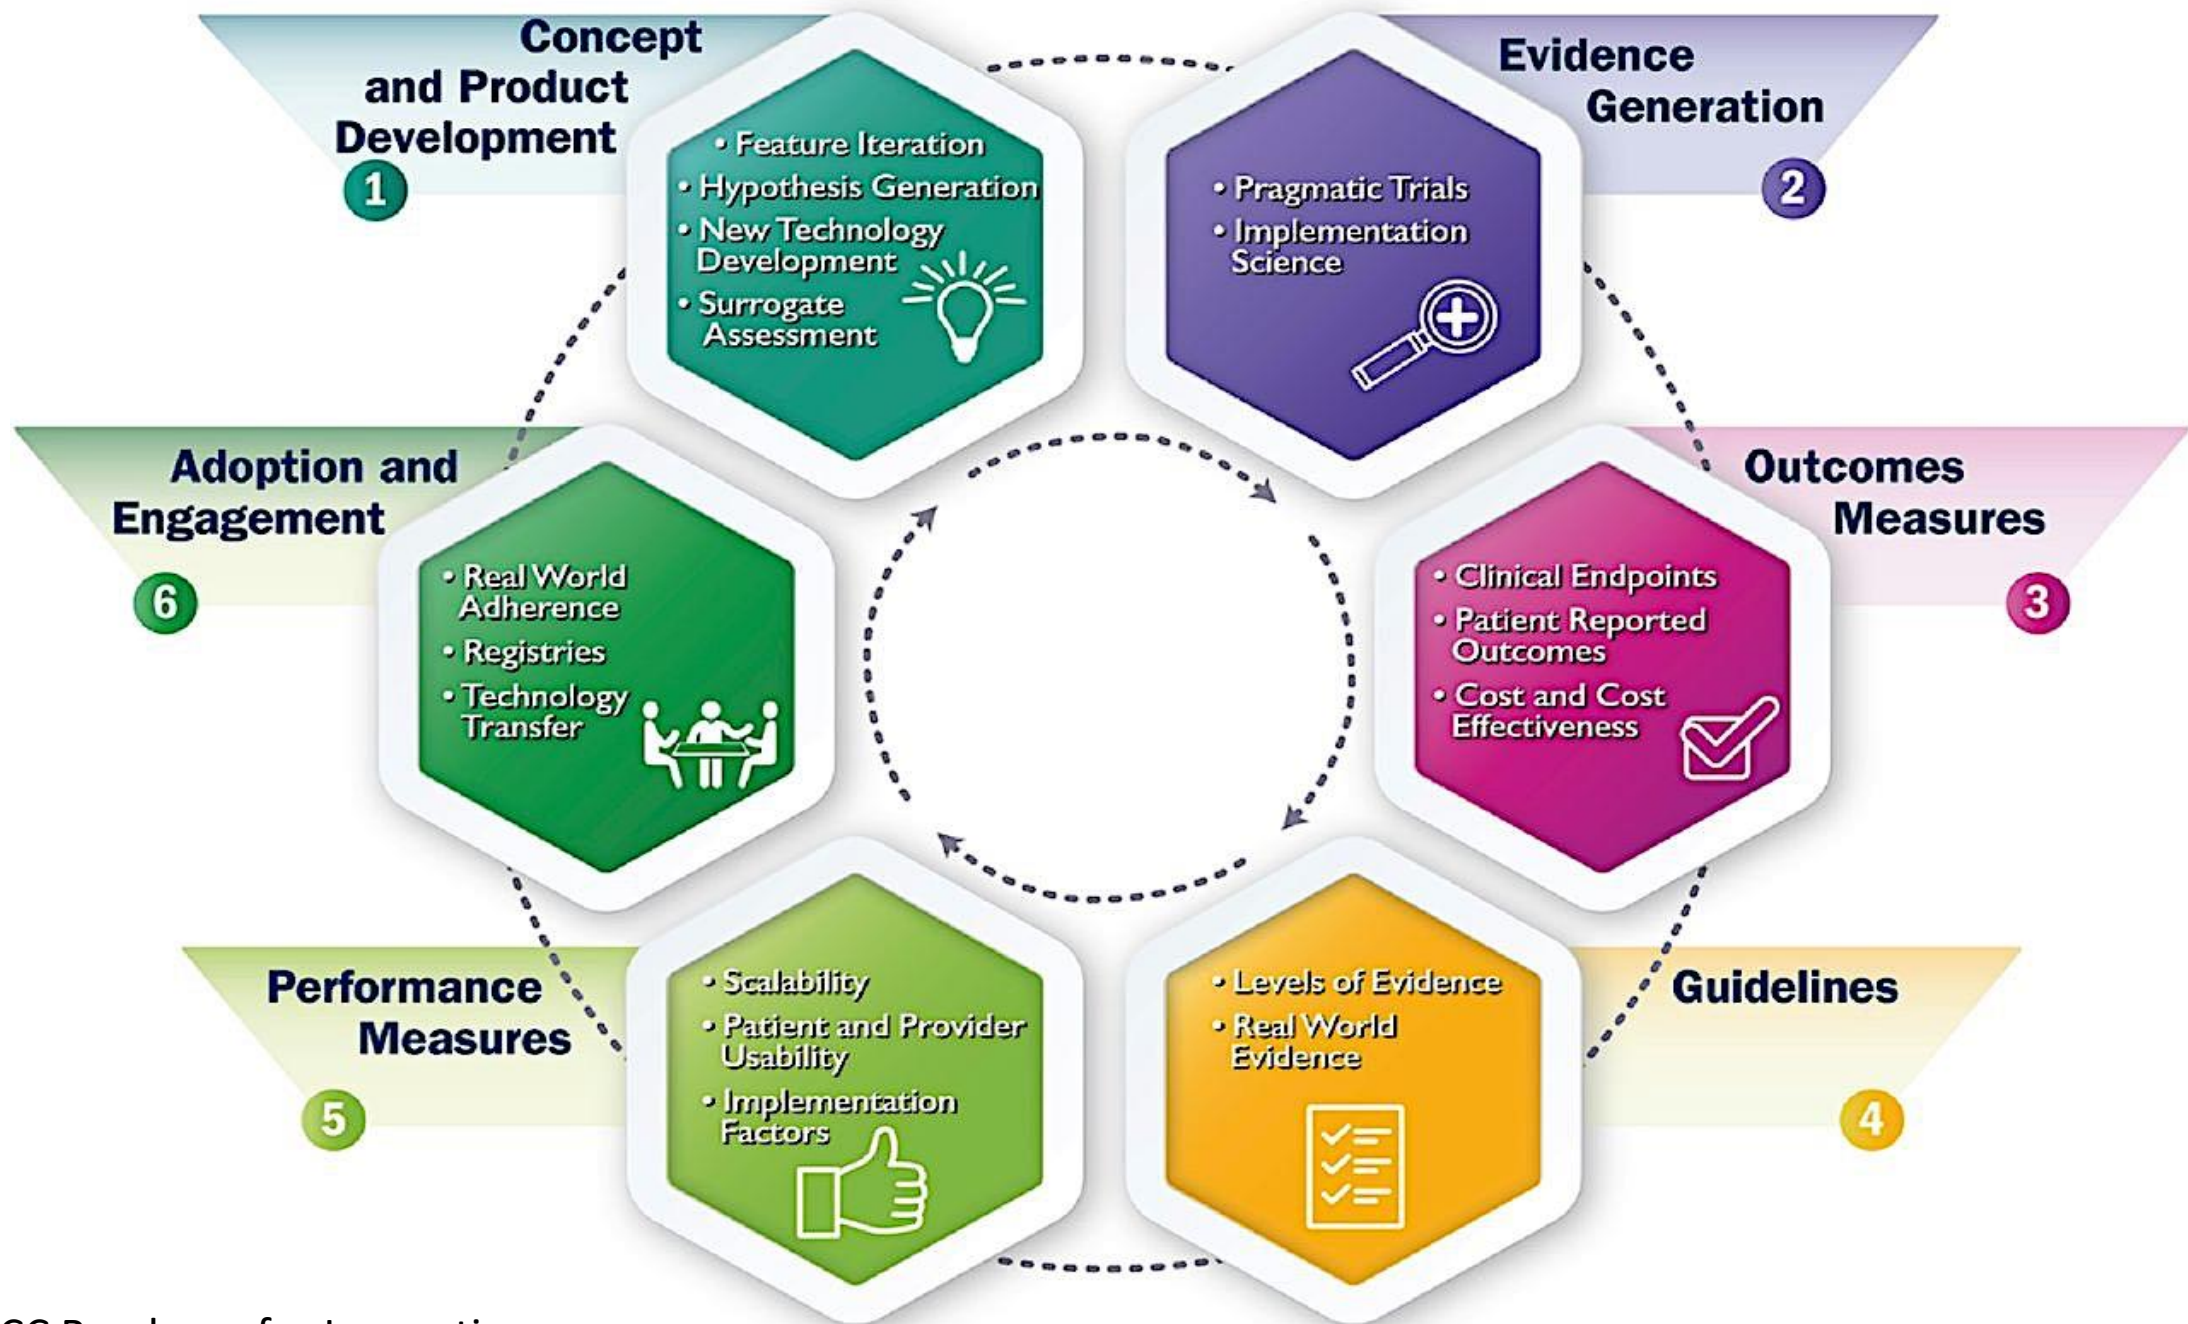 Concept
and Product
Development
1
• Feature Iteration
• Hypothesis Generation
• New Technology
Development
• Surrogate
Assessment
Evidence
Generation
2
• Pragmatic Trials
• Implementation
Science
Outcomes
Measures
3
• Clinical Endpoints
• Patient Reported
Outcomes
• Cost and Cost
Effectiveness
Guidelines
4
• Levels of Evidence
• Real World
Evidence
Performance
Measures
5
• Scalability
• Patient and Provider
Usability
• Implementation
Factors
Adoption and
Engagement
6
• Real World
Adherence
• Registries
• Technology
Transfer